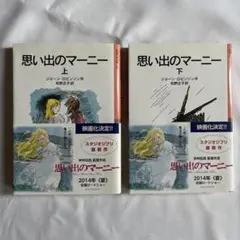 思い出のマーニー
上
ジョーン・ロビンソン作
松野正子訳
映画化決定!!
スタジオジブリ
最新作
思い出のマーニー
2014年〈夏〉
思い出のマーニー
下
ジョーン・ロビンソン作
松野正子訳
映画化決定!!
スタジオジブリ
最新作
思い出のマーニー
2014年〈夏〉